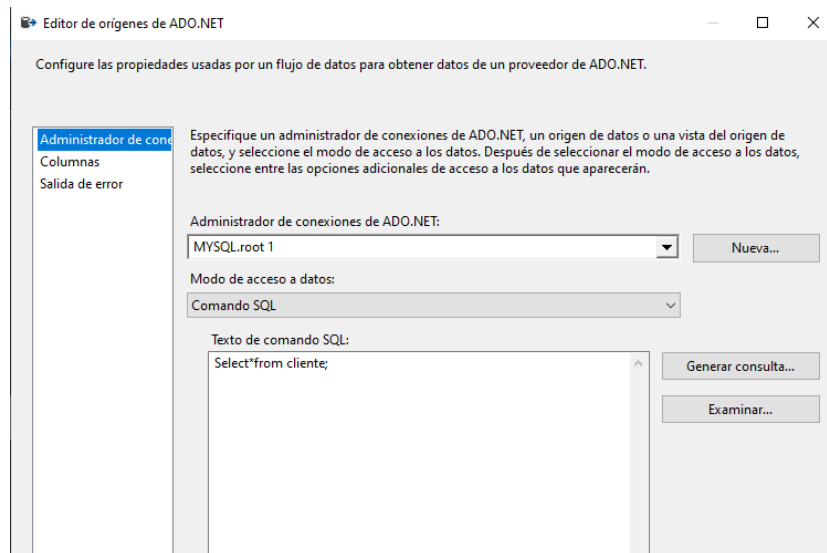 Editor de orígenes de ADO.NET
Configure las propiedades usadas por un flujo de datos para obtener datos de un proveedor de ADO.NET.
Administrador de cone
Columnas
Salida de error
Especifique un administrador de conexiones de ADO.NET, un origen de datos o una vista del origen de
datos, y seleccione el modo de acceso a los datos. Después de seleccionar el modo de acceso a los datos,
seleccione entre las opciones adicionales de acceso a los datos que aparecerán.
Administrador de conexiones de ADO.NET:
MYSQL.root 1
Nueva...
Modo de acceso a datos:
Comando SQL
Texto de comando SQL:
Select*from cliente;
Generar consulta...
Examinar...